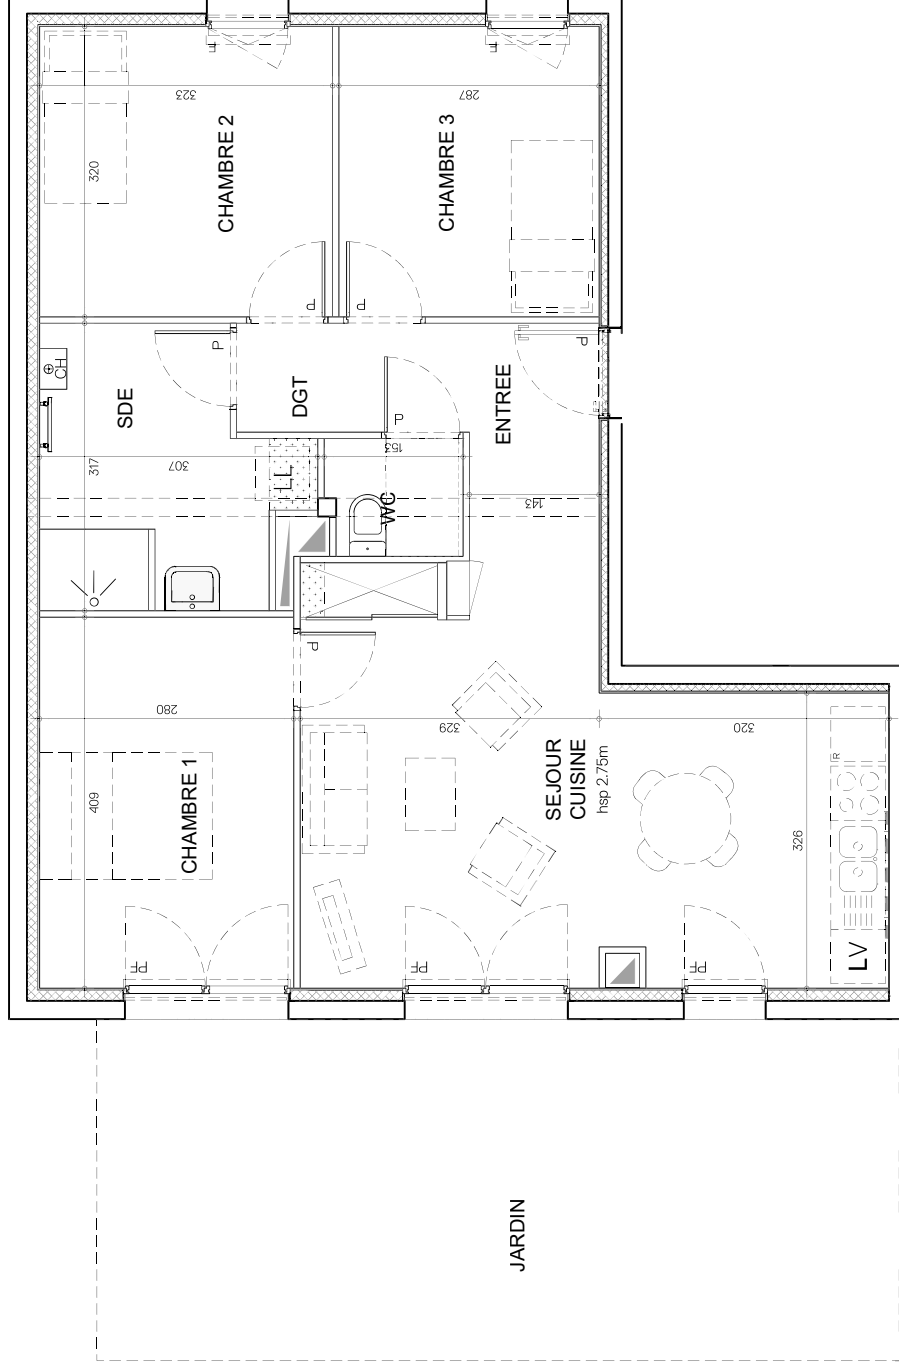 F
F
323
287
CHAMBRE 2
CHAMBRE 3
320
P
P
P
P
CH
SDE
DGT
ENTREE
P
153
317
307
LL
WC
143
P
280
329
320
SEJOUR
CUISINE
hsp 2.75m
R
409
CHAMBRE 1
326
PF
PF
PF
LV
JARDIN